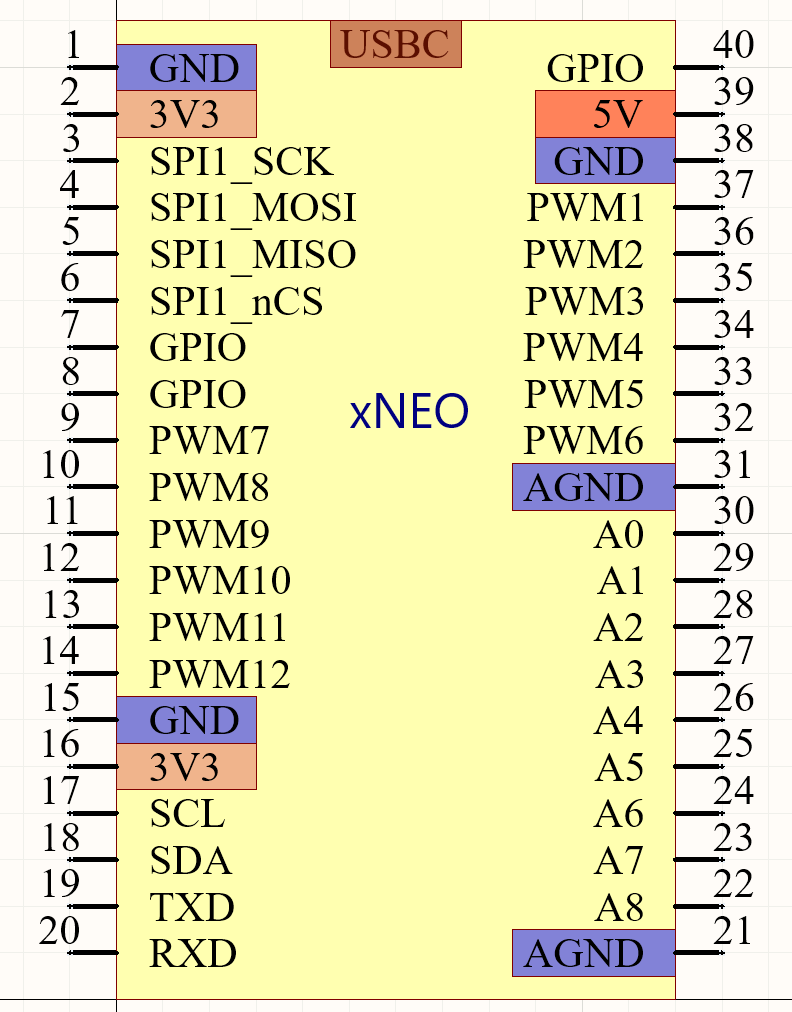 USBC
1 GND GPIO 40
2 3V3 5V 39
3 SPI1_SCK GND 38
4 SPI1_MOSI PWM1 37
5 SPI1_MISO PWM2 36
6 SPI1_nCS PWM3 35
7 GPIO PWM4 34
8 GPIO xNEO PWM5 33
9 PWM7 PWM6 32
10 PWM8 AGND 31
11 PWM9 A0 30
12 PWM10 A1 29
13 PWM11 A2 28
14 PWM12 A3 27
15 GND A4 26
16 3V3 A5 25
17 SCL A6 24
18 SDA A7 23
19 TXD A8 22
20 RXD AGND 21